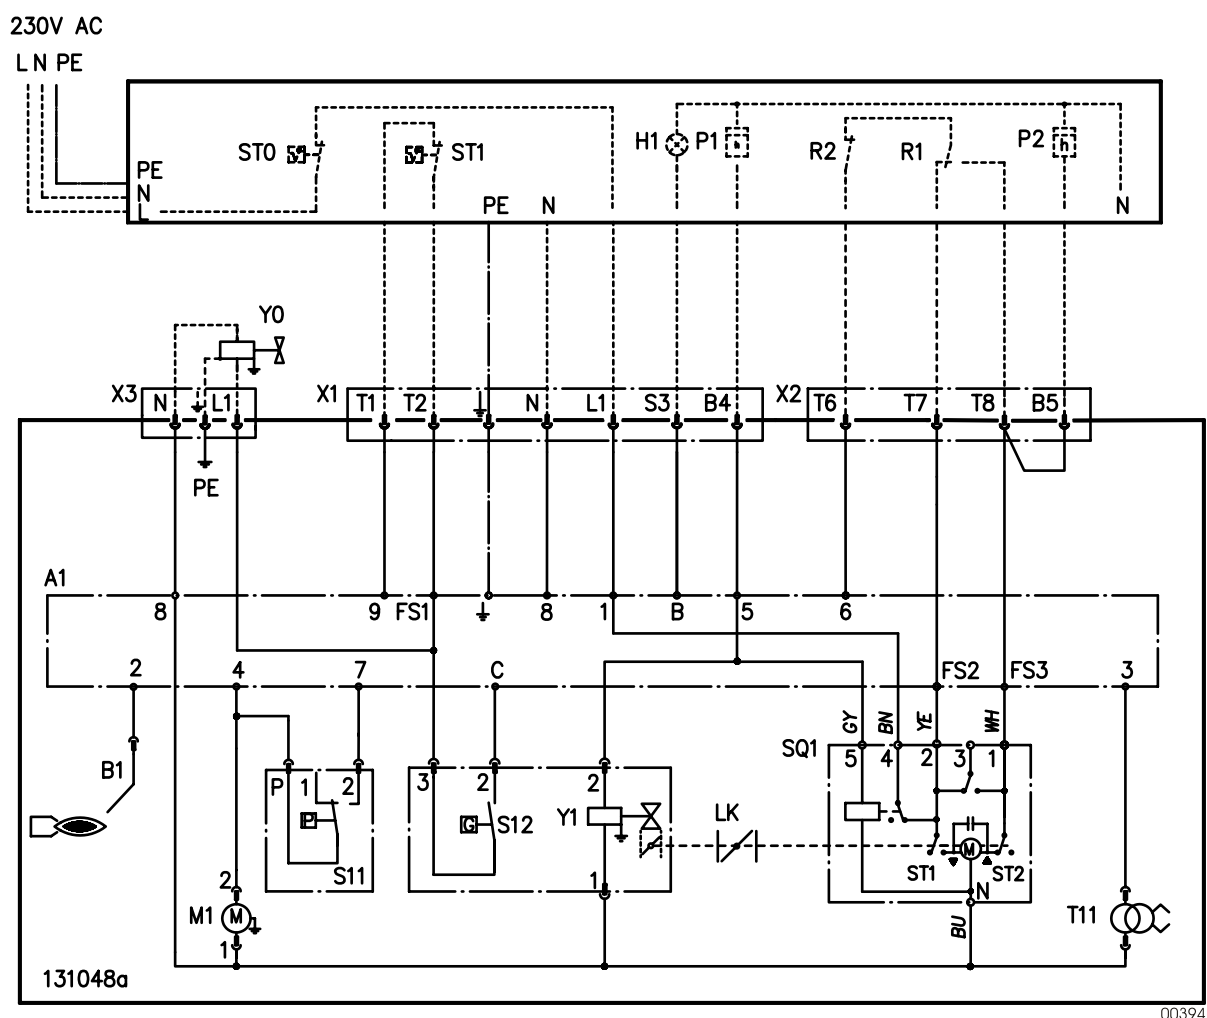 230V AC
L N PE
PE
N
L
ST0
ST1
H1
P1
h
R2
R1
P2
h
PE
N
N
Y0
X3
N
L1
X1
T1
T2
N
L1
S3
B4
X2
T6
T7
T8
B5
PE
A1
8
9
FS1
8
1
B
5
6
2
4
7
C
FS2
FS3
3
GY
BN
YE
WH
SQ1
5
4
2
3
1
B1
P
1
2
P
S11
3
2
G
S12
2
Y1
1
LK
M
ST1
ST2
N
BU
2
M1
M
1
T11
131048a
00394